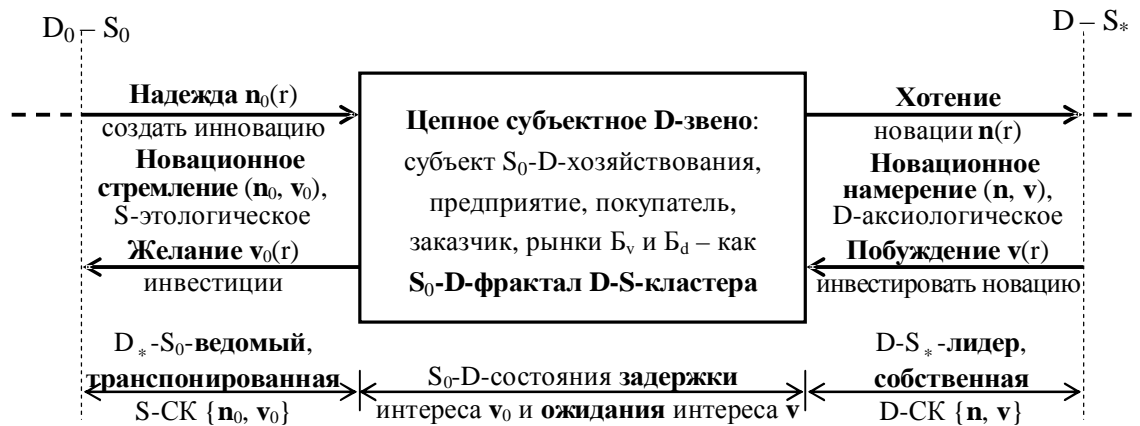 D₀ – S₀
D – S*
Надежда n₀(r)
создать инновацию
Новационное
стремление (n₀, v₀),
S-этологическое
Желание v₀(r)
инвестиции
Цепное субъектное D-звено:
субъект S₀-D-хозяйствования,
предприятие, покупатель,
заказчик, рынки Бᵥ и Б_d – как
S₀-D-фрактал D-S-кластера
Хотение
новации n(r)
Новационное
намерение (n, v),
D-аксиологическое
Побуждение v(r)
инвестировать новацию
D*-S₀-ведомый,
транспонированная
S-СК {n₀, v₀}
S₀-D-состояния задержки
интереса v₀ и ожидания интереса v
D-S*-лидер,
собственная
D-СК {n, v}